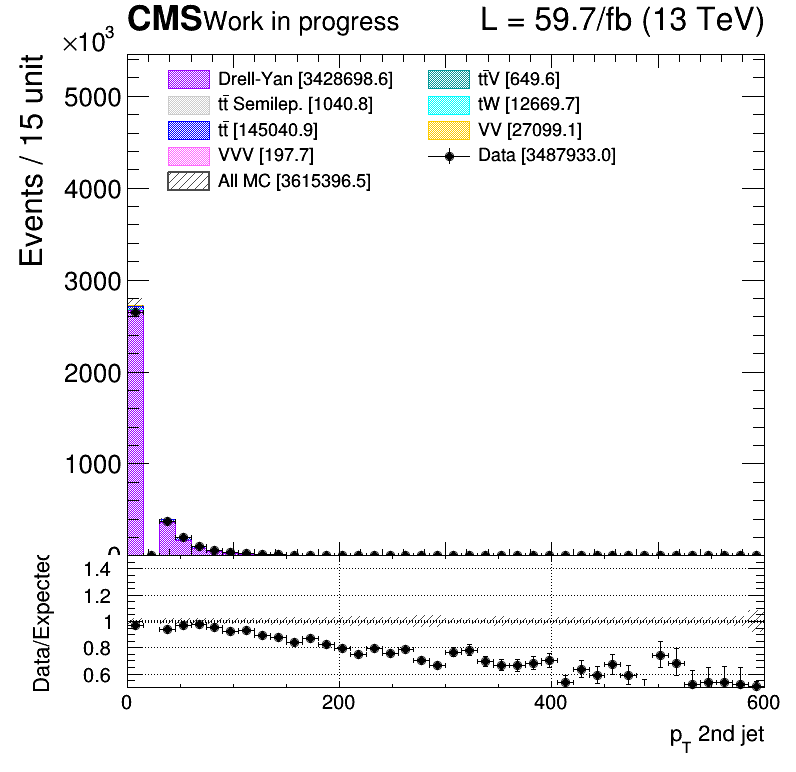 CMS Work in progress L = 59.7/fb (13 TeV)
×10³
Events / 15 unit
5000
4000
3000
2000
1000
0
Drell-Yan [3428698.6]
tt̄ Semilep. [1040.8]
tt̄ [145040.9]
VVV [197.7]
All MC [3615396.5]
tt̄V [649.6]
tW [12669.7]
VV [27099.1]
Data [3487933.0]
Data/Expected
1.4
1.2
1
0.8
0.6
0 200 400 600
p_T 2nd jet